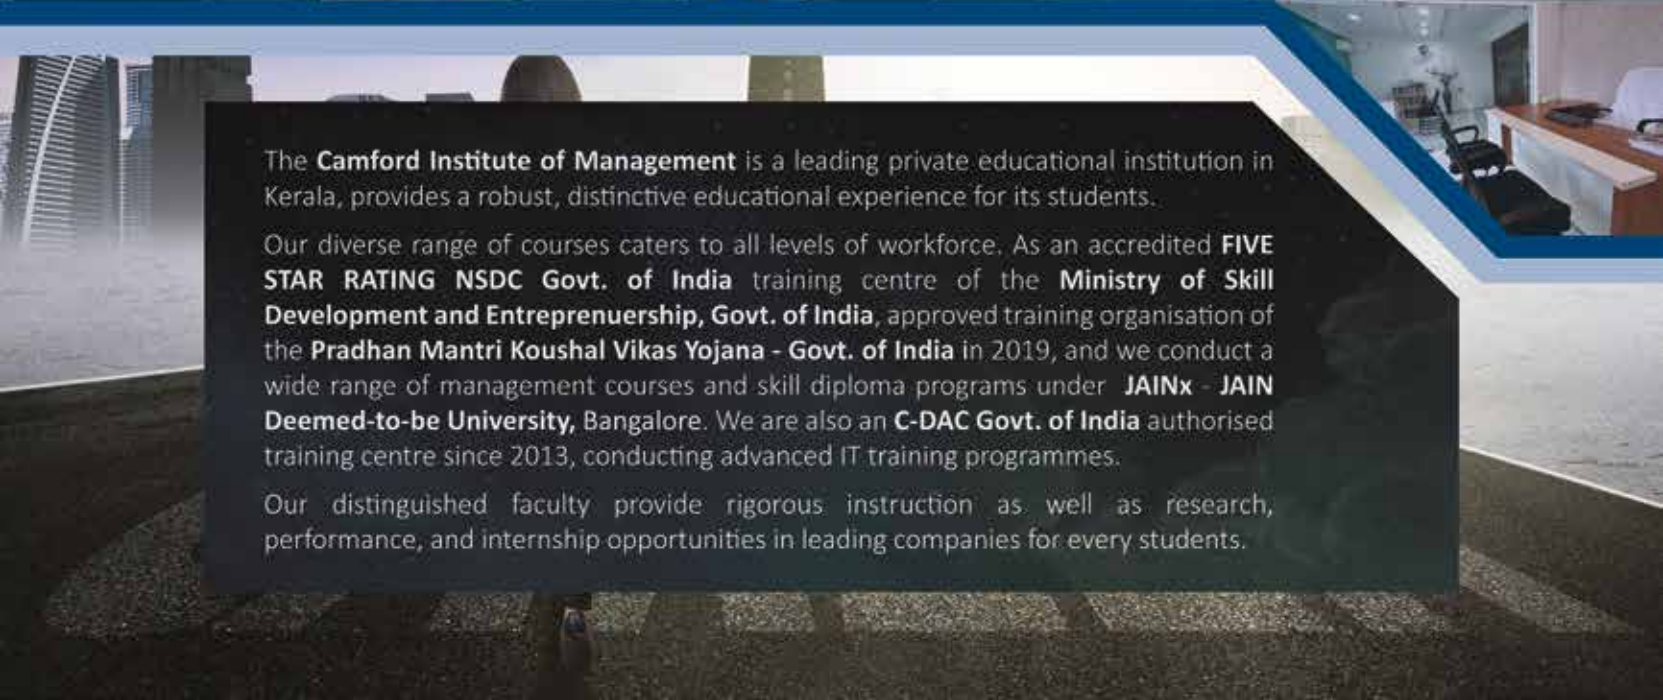 The Camford Institute of Management is a leading private educational institution in
Kerala, provides a robust, distinctive educational experience for its students.
Our diverse range of courses caters to all levels of workforce. As an accredited FIVE
STAR RATING NSDC Govt. of India training centre of the Ministry of Skill
Development and Entreprenuership, Govt. of India, approved training organisation of
the Pradhan Mantri Koushal Vikas Yojana - Govt. of India in 2019, and we conduct a
wide range of management courses and skill diploma programs under JAINx - JAIN
Deemed-to-be University, Bangalore. We are also an C-DAC Govt. of India authorised
training centre since 2013, conducting advanced IT training programmes.
Our distinguished faculty provide rigorous instruction as well as research,
performance, and internship opportunities in leading companies for every students.